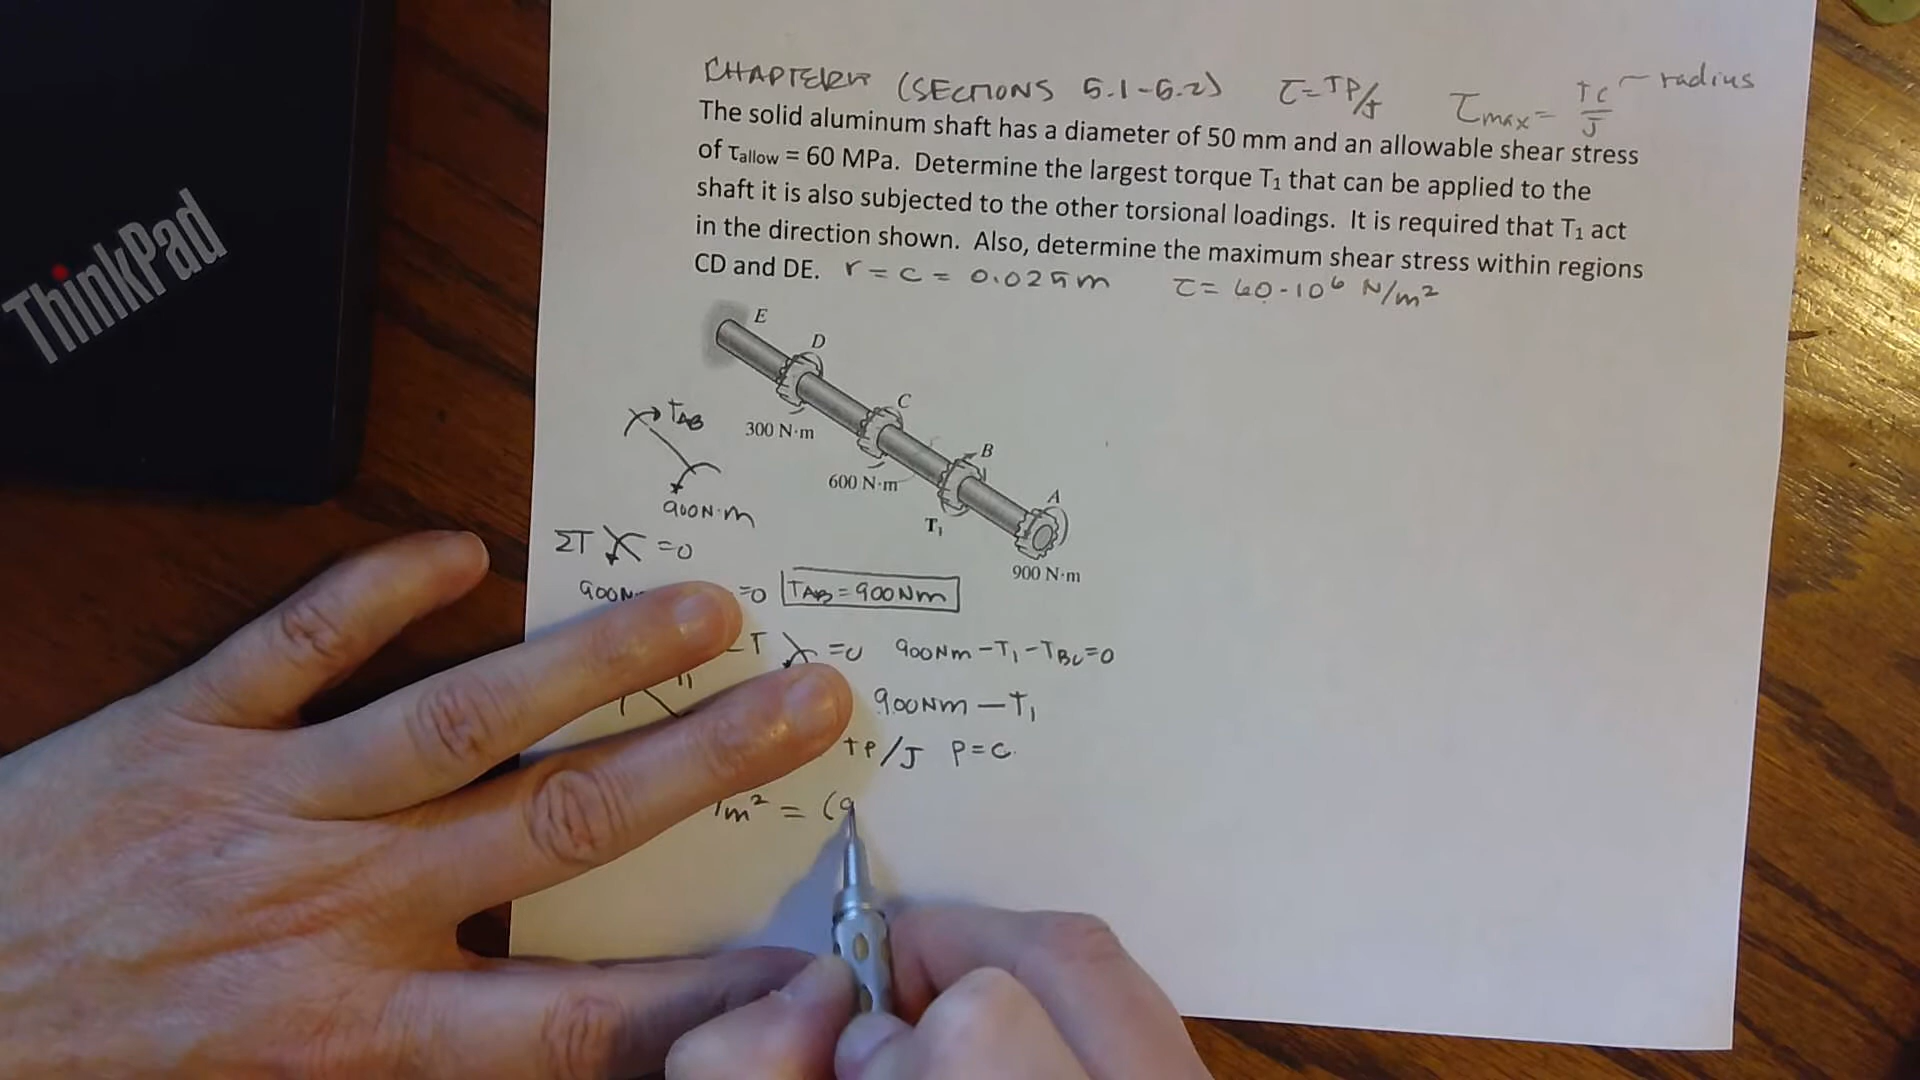 CHAPTER (SECTIONS 5.1-5.2) τ=Tρ/J τmax= Tc/J ~ radius
The solid aluminum shaft has a diameter of 50 mm and an allowable shear stress
of τallow = 60 MPa. Determine the largest torque T1 that can be applied to the
shaft it is also subjected to the other torsional loadings. It is required that T1 act
in the direction shown. Also, determine the maximum shear stress within regions
CD and DE. r = c = 0.025m τ= 60·10⁶ N/m²
ThinkPad
E
D
C
B
A
300 N·m
600 N·m
T1
900 N·m
TAB
900N·m
ΣT =0
900N =0 TAB=900Nm
T =0 900Nm-T1-TBC=0
T1
900Nm-T1
Tρ/J ρ=c
/m² = (9